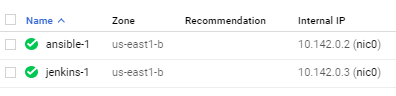 Name Zone Recommendation Internal IP
ansible-1 us-east1-b 10.142.0.2 (nic0)
jenkins-1 us-east1-b 10.142.0.3 (nic0)